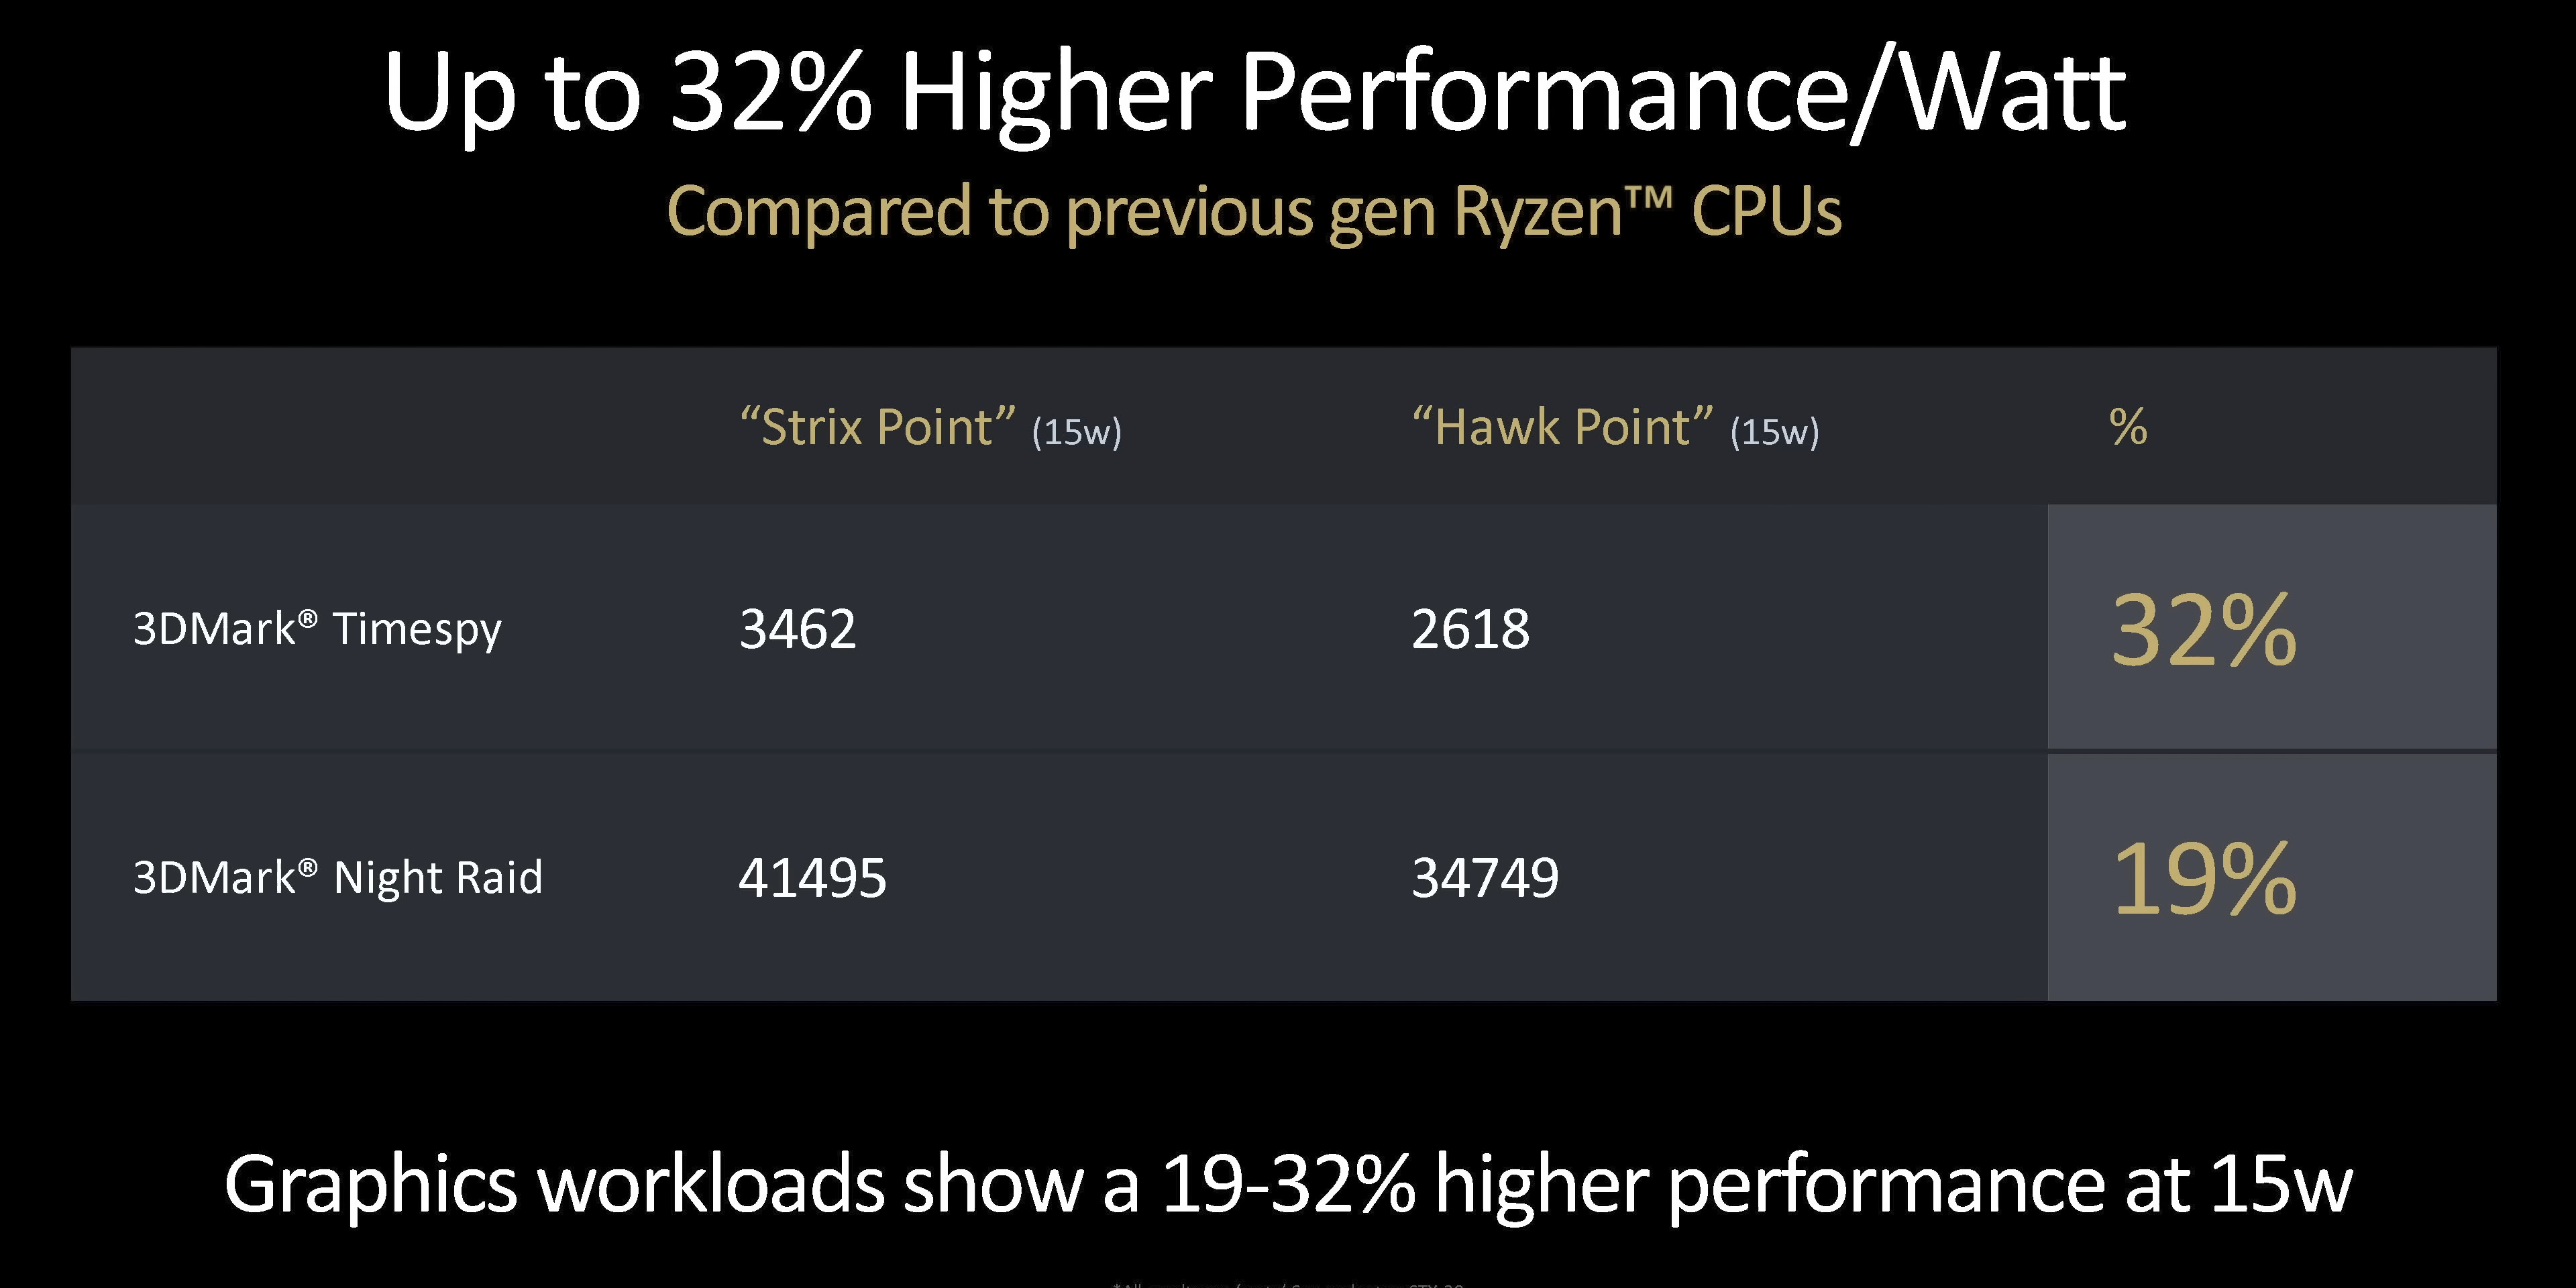 Up to 32% Higher Performance/Watt
Compared to previous gen Ryzen™ CPUs
“Strix Point” (15w) “Hawk Point” (15w) %
3DMark® Timespy 3462 2618 32%
3DMark® Night Raid 41495 34749 19%
Graphics workloads show a 19-32% higher performance at 15w